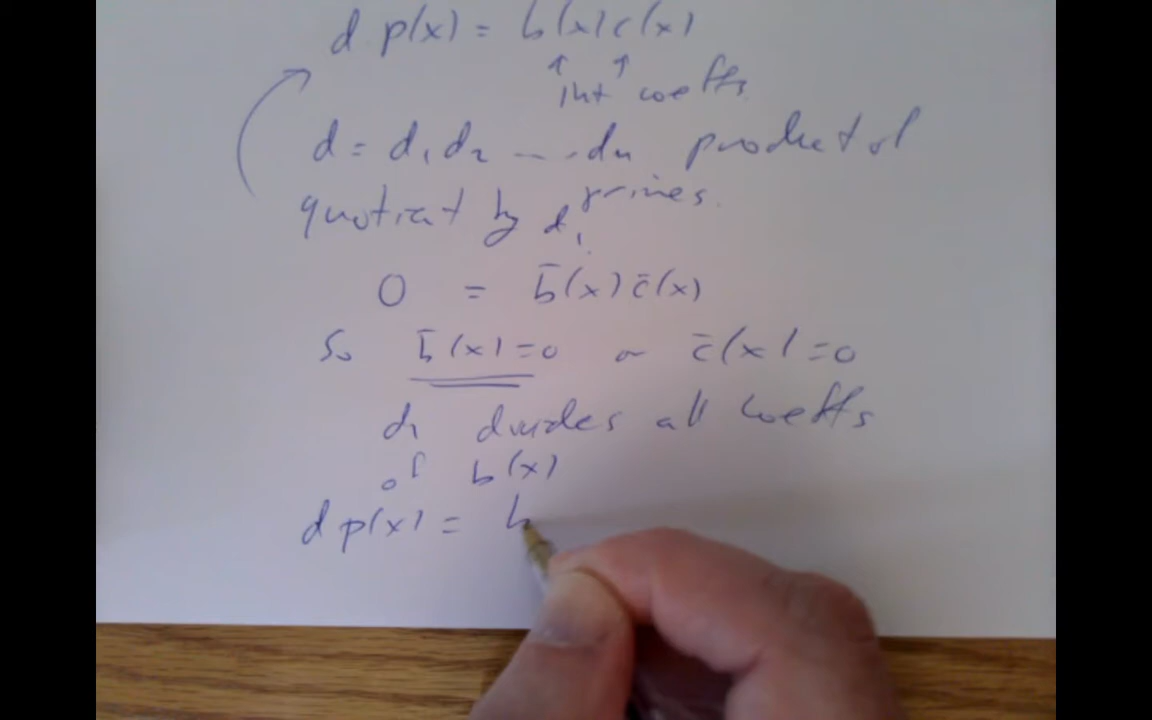 d p(x) = b(x)c(x)
↑ ↑
int coeffs
d = d₁d₂ --..dₙ product of
primes.
quotient by d₁
0 = b̄(x)c̄(x)
So b̄(x)=0 or c̄(x)=0
d₁ divides all coeffs
of b(x)
d p(x) = b